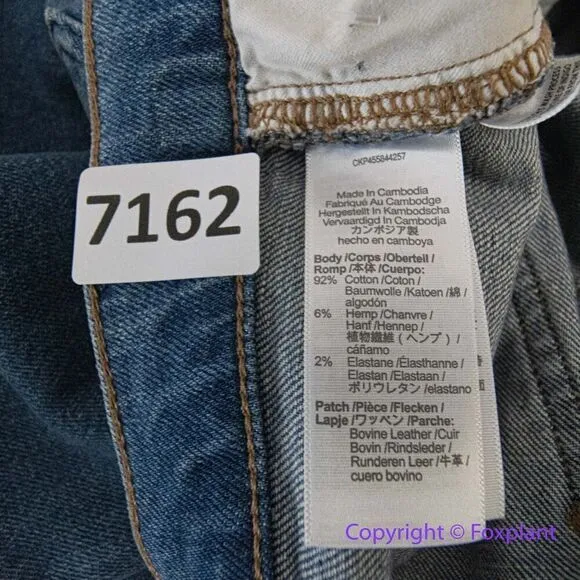 7162
CKP455844257
Made In Cambodia
Fabriqué Au Cambodge
Hergestellt In Kambodscha
Vervaardigd In Cambodja
カンボジア製
hecho en camboya
Body /Corps /Oberteil /
Romp /本体 /Cuerpo:
92% Cotton /Coton /
Baumwolle /Katoen /綿 /
algodón
6% Hemp /Chanvre /
Hanf /Hennep /
植物繊維（ヘンプ）/
cáñamo
2% Elastane /Élasthanne /
Elastan /Elastaan /
ポリウレタン /elastano
Patch /Pièce /Flecken /
Lapje /ワッペン /Parche:
Bovine Leather /Cuir
Bovin /Rindsleder /
Runderen Leer /牛革 /
cuero bovino
Copyright © Foxplant